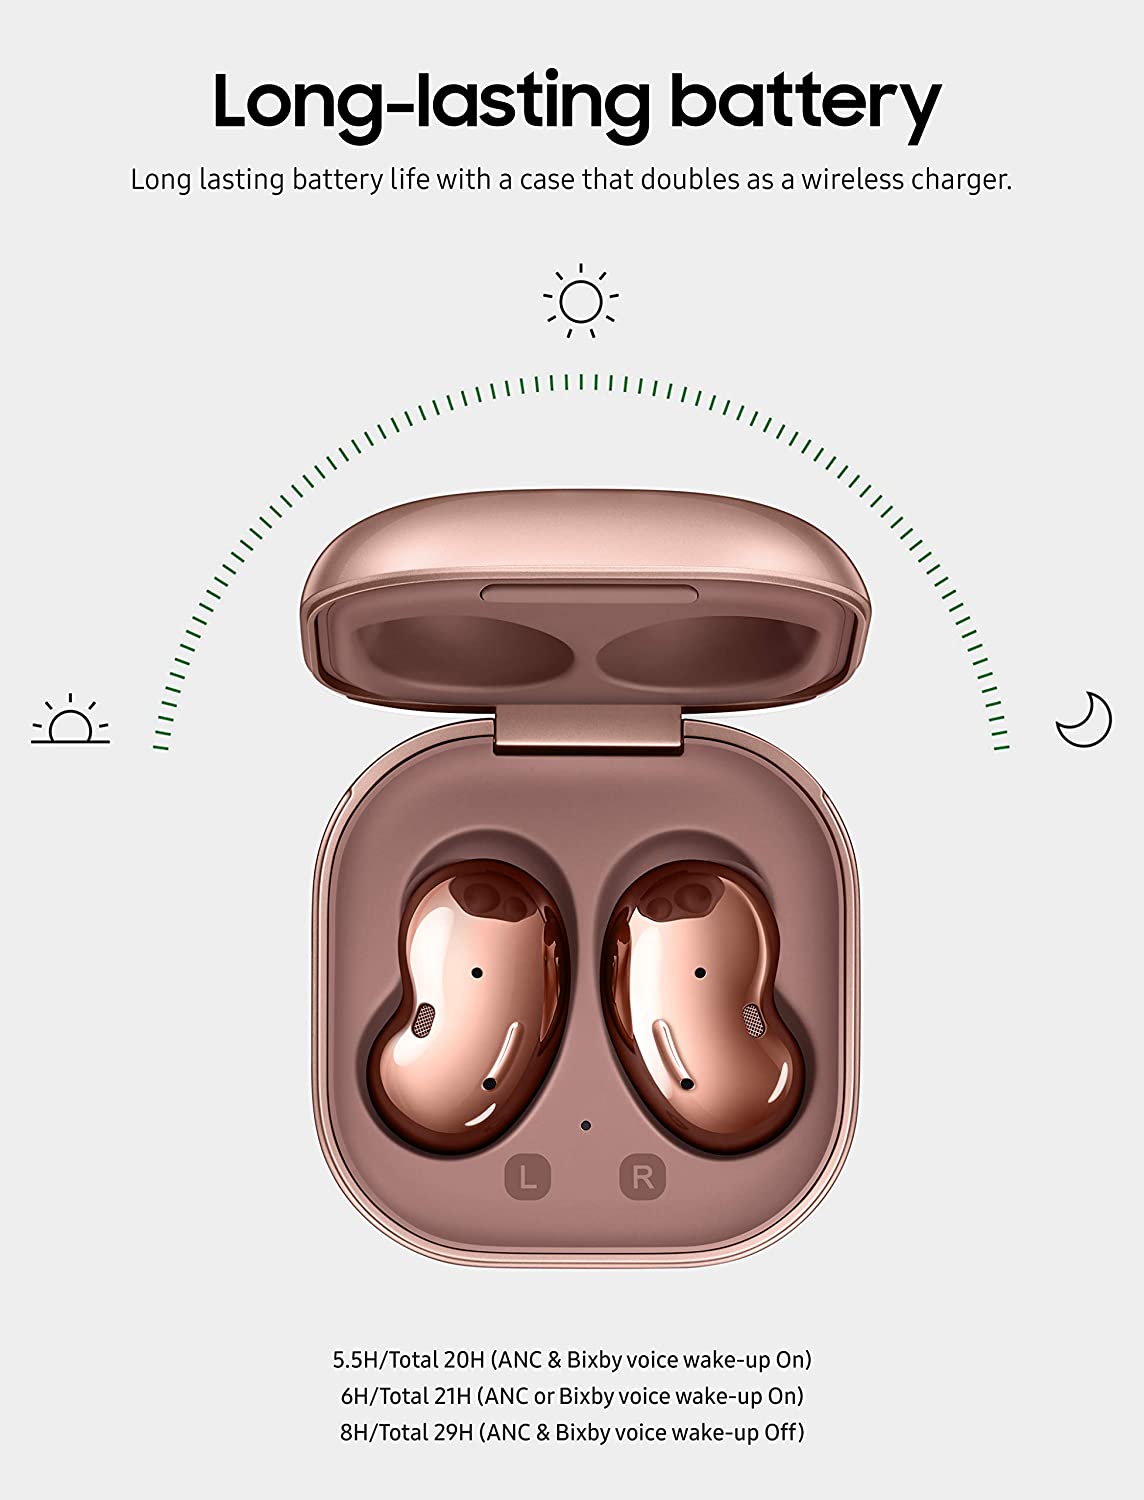 Long-lasting battery
Long lasting battery life with a case that doubles as a wireless charger.
L R
5.5H/Total 20H (ANC & Bixby voice wake-up On)
6H/Total 21H (ANC or Bixby voice wake-up On)
8H/Total 29H (ANC & Bixby voice wake-up Off)